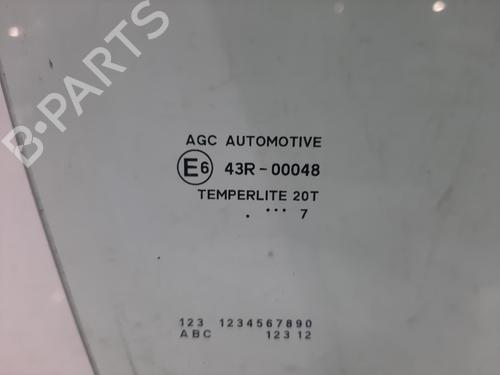 B-PARTS
AGC AUTOMOTIVE
E6 43R-00048
TEMPERLITE 20T
. ... 7
123 1234567890
ABC 123 12